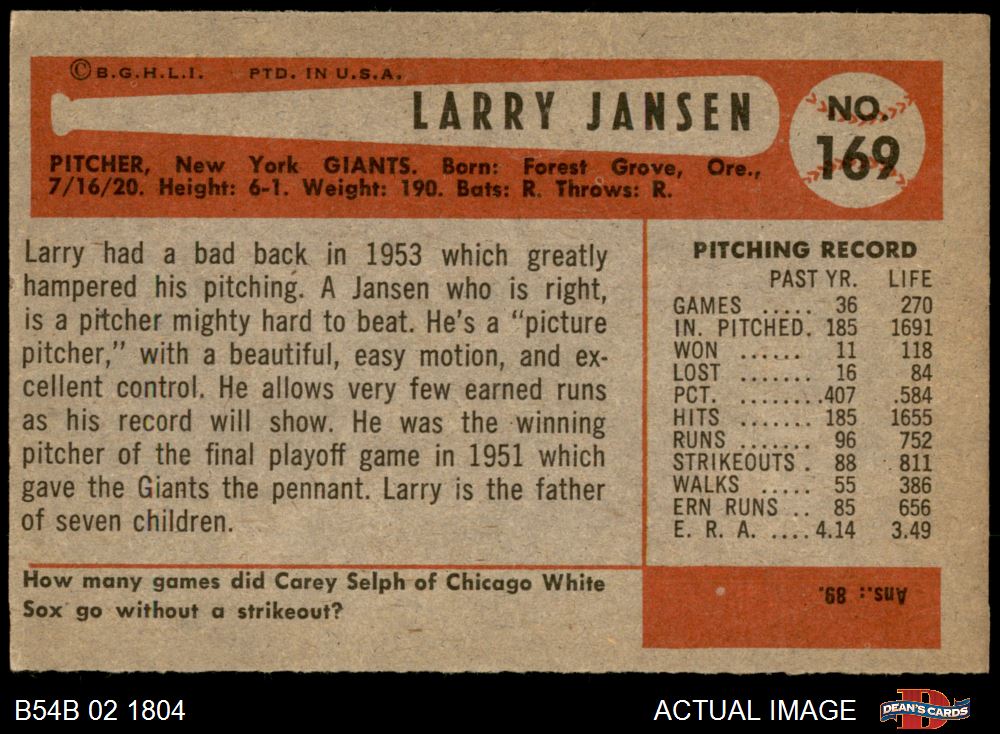 ©B.G.H.L.I. PTD. IN U.S.A.
LARRY JANSEN
NO.
169
PITCHER, New York GIANTS. Born: Forest Grove, Ore.,
7/16/20. Height: 6-1. Weight: 190. Bats: R. Throws: R.
Larry had a bad back in 1953 which greatly
hampered his pitching. A Jansen who is right,
is a pitcher mighty hard to beat. He's a "picture
pitcher," with a beautiful, easy motion, and ex-
cellent control. He allows very few earned runs
as his record will show. He was the winning
pitcher of the final playoff game in 1951 which
gave the Giants the pennant. Larry is the father
of seven children.
PITCHING RECORD
PAST YR. LIFE
GAMES ..... 36 270
IN. PITCHED. 185 1691
WON ...... 11 118
LOST ....... 16 84
PCT. ........407 .584
HITS ....... 185 1655
RUNS ....... 96 752
STRIKEOUTS . 88 811
WALKS ..... 55 386
ERN RUNS .. 85 656
E. R. A. ....4.14 3.49
How many games did Carey Selph of Chicago White
Sox go without a strikeout?
Ans.: 89.
B54B 02 1804
ACTUAL IMAGE
DEAN'S CARDS